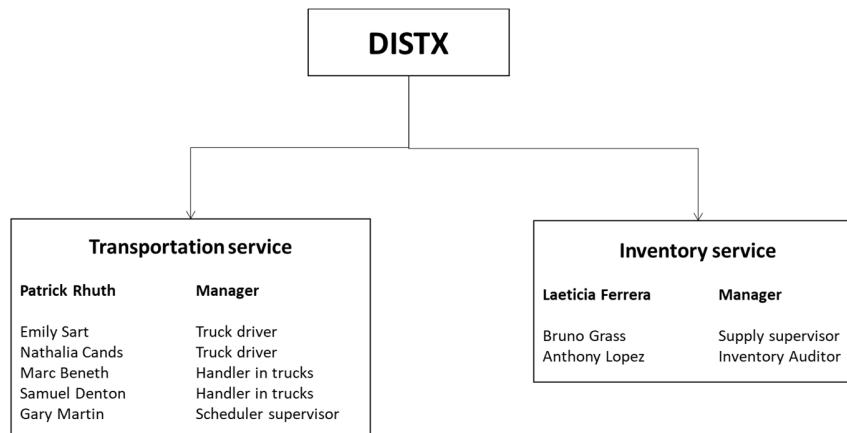 DISTX
Transportation service
Patrick Rhuth Manager
Emily Sart Truck driver
Nathalia Cands Truck driver
Marc Beneth Handler in trucks
Samuel Denton Handler in trucks
Gary Martin Scheduler supervisor
Inventory service
Laeticia Ferrera Manager
Bruno Grass Supply supervisor
Anthony Lopez Inventory Auditor